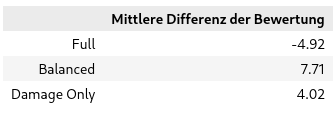 Mittlere Differenz der Bewertung
Full -4.92
Balanced 7.71
Damage Only 4.02